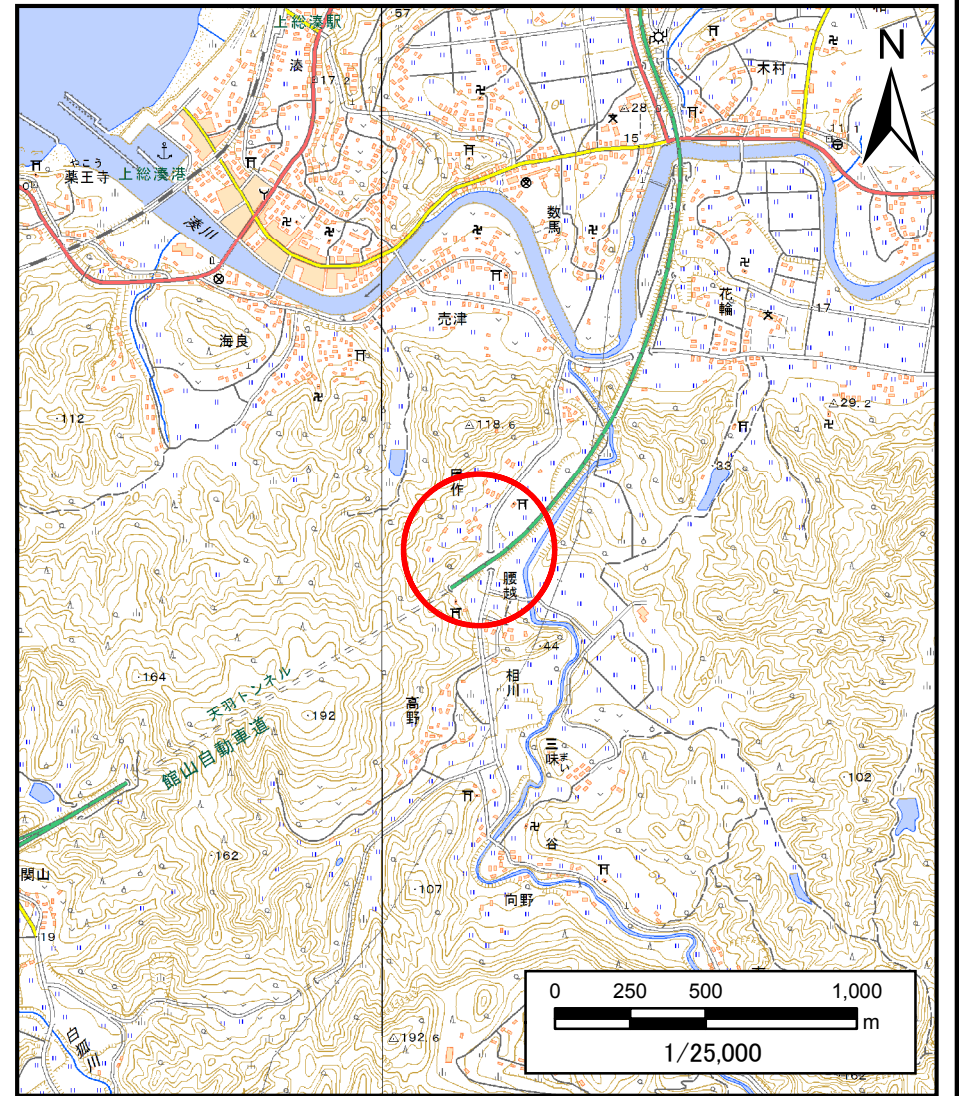 上総湊駅
57
N
湊
17.2
木村
28
15
11.1
やこう
薬王寺
上総湊港
湊川
数馬
花輪
17
売津
海良
29.2
112
118.6
33
腰越
44
164
相川
天羽トンネル
192
高野
館山自動車道
三味
まい
102
162
谷
関山
107
向野
19
0 250 500 1,000
m
1/25,000
白狐川
192.6
162